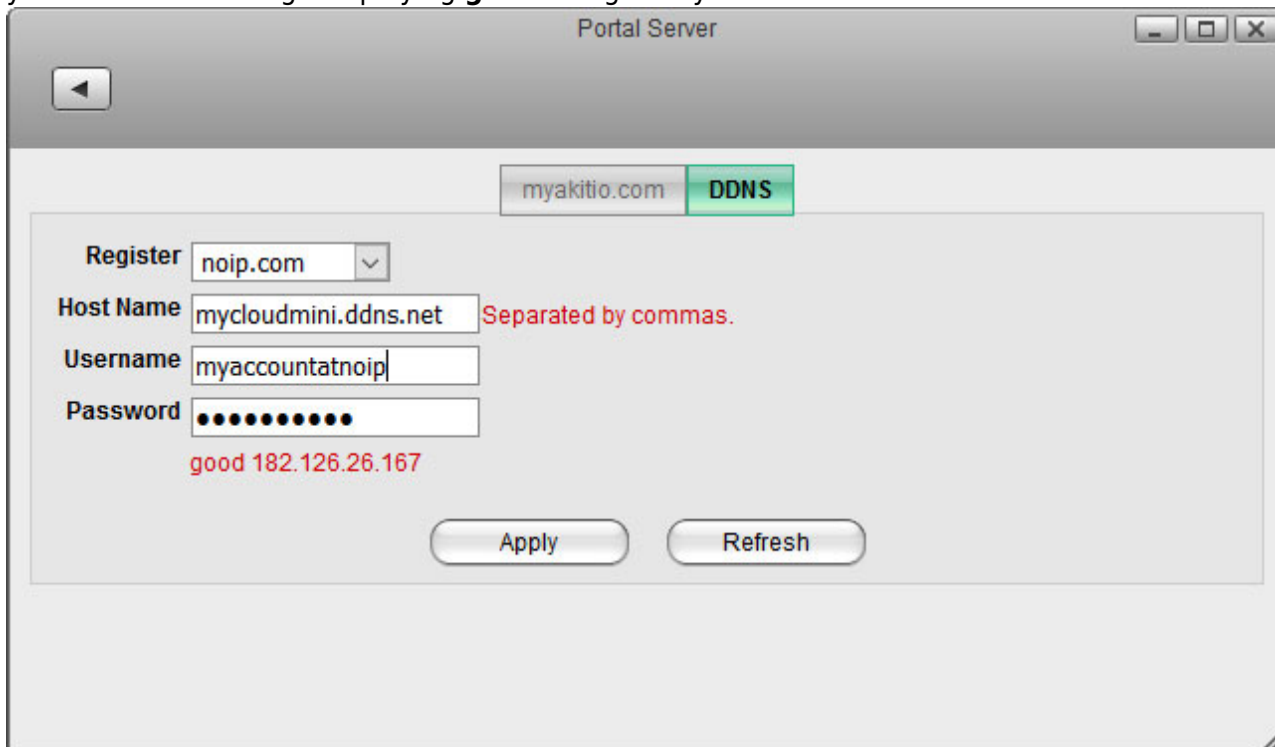 Portal Server
myakitio.com DDNS
Register noip.com
Host Name mycloudmini.ddns.net Separated by commas.
Username myaccountatnoip
Password ●●●●●●●●●●
good 182.126.26.167
Apply Refresh